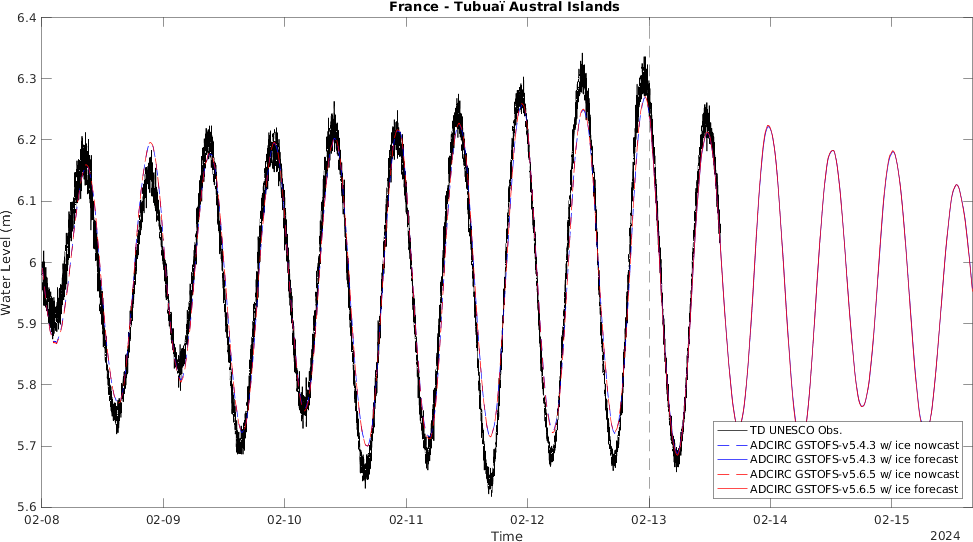 France - Tubuaï Austral Islands
6.4
6.3
6.2
6.1
6
5.9
5.8
5.7
5.6
Water Level (m)
02-08 02-09 02-10 02-11 02-12 02-13 02-14 02-15
Time
2024
TD UNESCO Obs.
ADCIRC GSTOFS-v5.4.3 w/ ice nowcast
ADCIRC GSTOFS-v5.4.3 w/ ice forecast
ADCIRC GSTOFS-v5.6.5 w/ ice nowcast
ADCIRC GSTOFS-v5.6.5 w/ ice forecast